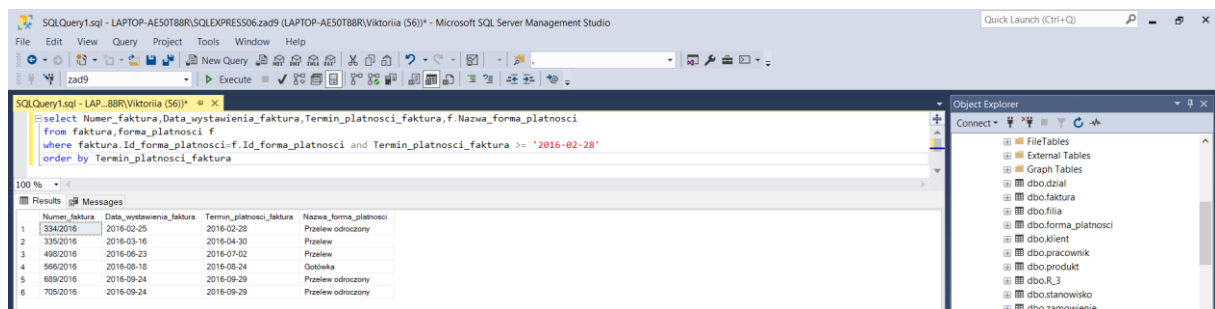 SQLQuery1.sql - LAPTOP-AE50T88R\SQLEXPRESS06.zad9 (LAPTOP-AE50T88R\Viktoriia (56))* - Microsoft SQL Server Management Studio
Quick Launch (Ctrl+Q)
File Edit View Query Project Tools Window Help
New Query
zad9 Execute
SQLQuery1.sql - LAP...88R\Viktoriia (56))*
select Numer_faktura,Data_wystawienia_faktura,Termin_platnosci_faktura,f.Nazwa_forma_platnosci
from faktura,forma_platnosci f
where faktura.Id_forma_platnosci=f.Id_forma_platnosci and Termin_platnosci_faktura >= '2016-02-28'
order by Termin_platnosci_faktura
100 %
Results Messages
Numer_faktura Data_wystawienia_faktura Termin_platnosci_faktura Nazwa_forma_platnosci
1 334/2016 2016-02-25 2016-02-28 Przelew odroczony
2 335/2016 2016-03-16 2016-04-30 Przelew
3 498/2016 2016-06-23 2016-07-02 Przelew
4 566/2016 2016-08-18 2016-08-24 Gotówka
5 689/2016 2016-09-24 2016-09-29 Przelew odroczony
6 705/2016 2016-09-24 2016-09-29 Przelew odroczony
Object Explorer
Connect
FileTables
External Tables
Graph Tables
dbo.dzial
dbo.faktura
dbo.filia
dbo.forma_platnosci
dbo.klient
dbo.pracownik
dbo.produkt
dbo.R_3
dbo.stanowisko
dbo.zamowienie